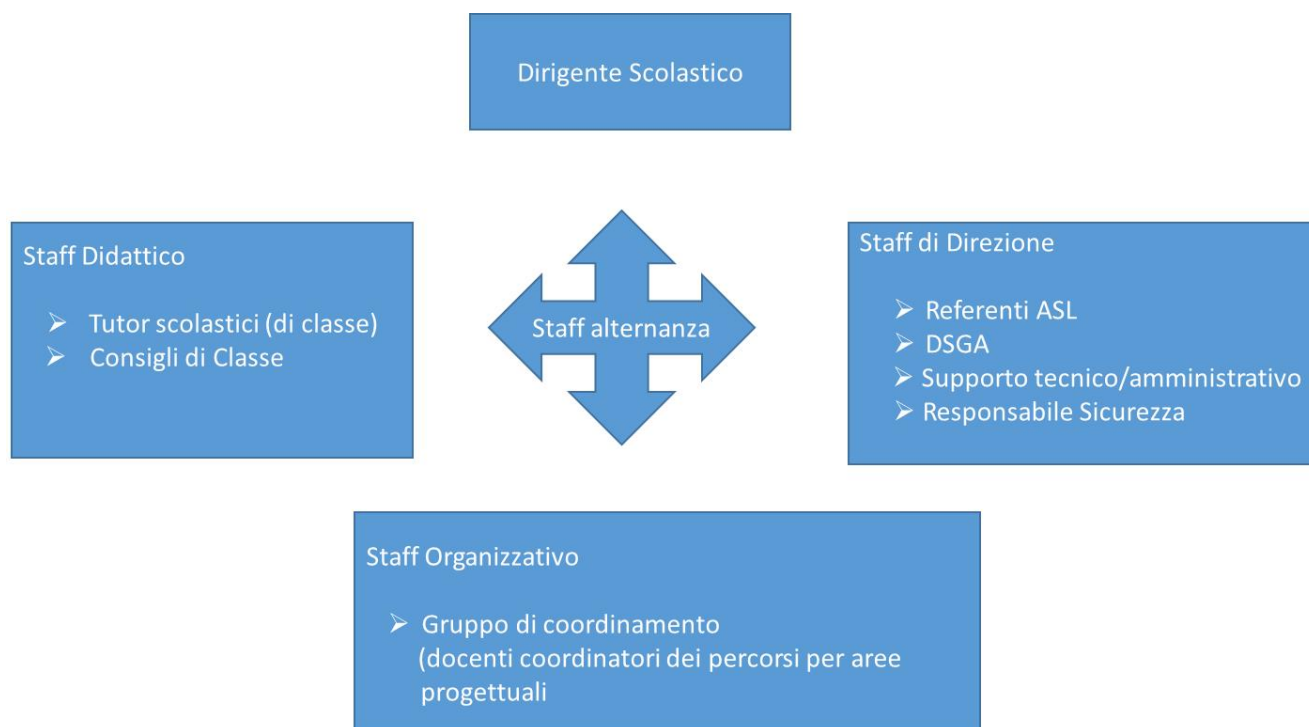 Dirigente Scolastico
Staff Didattico
➢ Tutor scolastici (di classe)
➢ Consigli di Classe
Staff alternanza
Staff di Direzione
➢ Referenti ASL
➢ DSGA
➢ Supporto tecnico/amministrativo
➢ Responsabile Sicurezza
Staff Organizzativo
➢ Gruppo di coordinamento
(docenti coordinatori dei percorsi per aree
progettuali